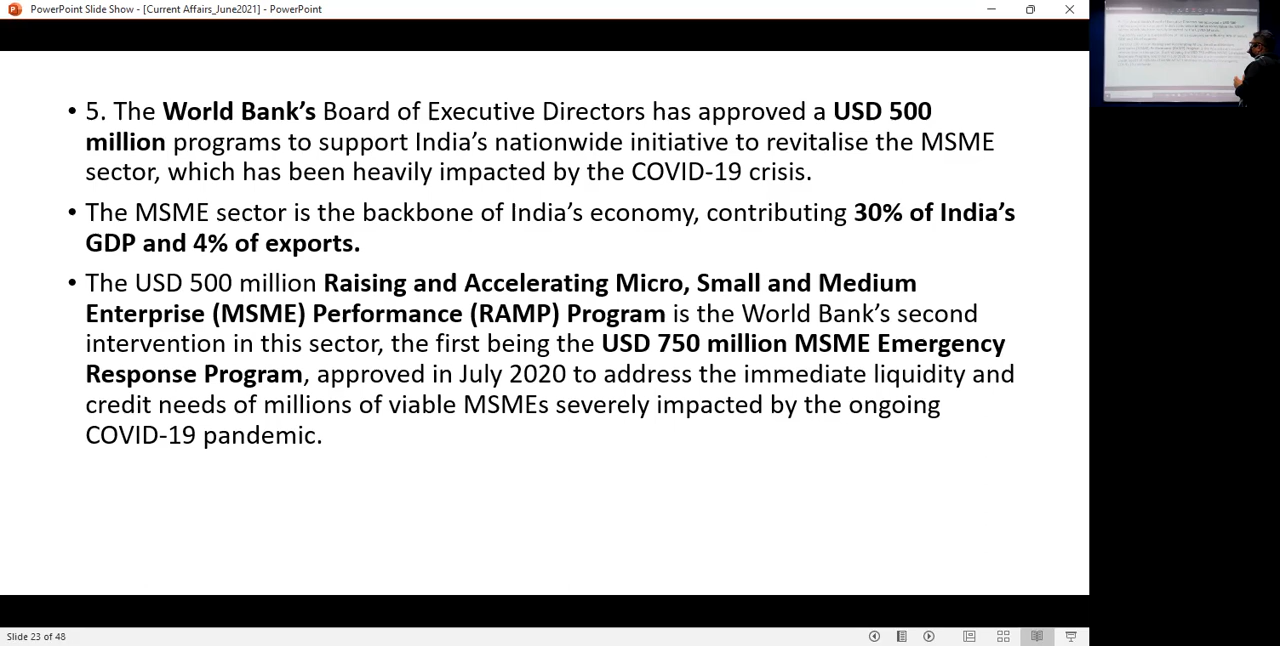 PowerPoint Slide Show - [Current Affairs_June2021] - PowerPoint
• 5. The World Bank’s Board of Executive Directors has approved a USD 500
million programs to support India’s nationwide initiative to revitalise the MSME
sector, which has been heavily impacted by the COVID-19 crisis.
• The MSME sector is the backbone of India’s economy, contributing 30% of India’s
GDP and 4% of exports.
• The USD 500 million Raising and Accelerating Micro, Small and Medium
Enterprise (MSME) Performance (RAMP) Program is the World Bank’s second
intervention in this sector, the first being the USD 750 million MSME Emergency
Response Program, approved in July 2020 to address the immediate liquidity and
credit needs of millions of viable MSMEs severely impacted by the ongoing
COVID-19 pandemic.
Slide 23 of 48